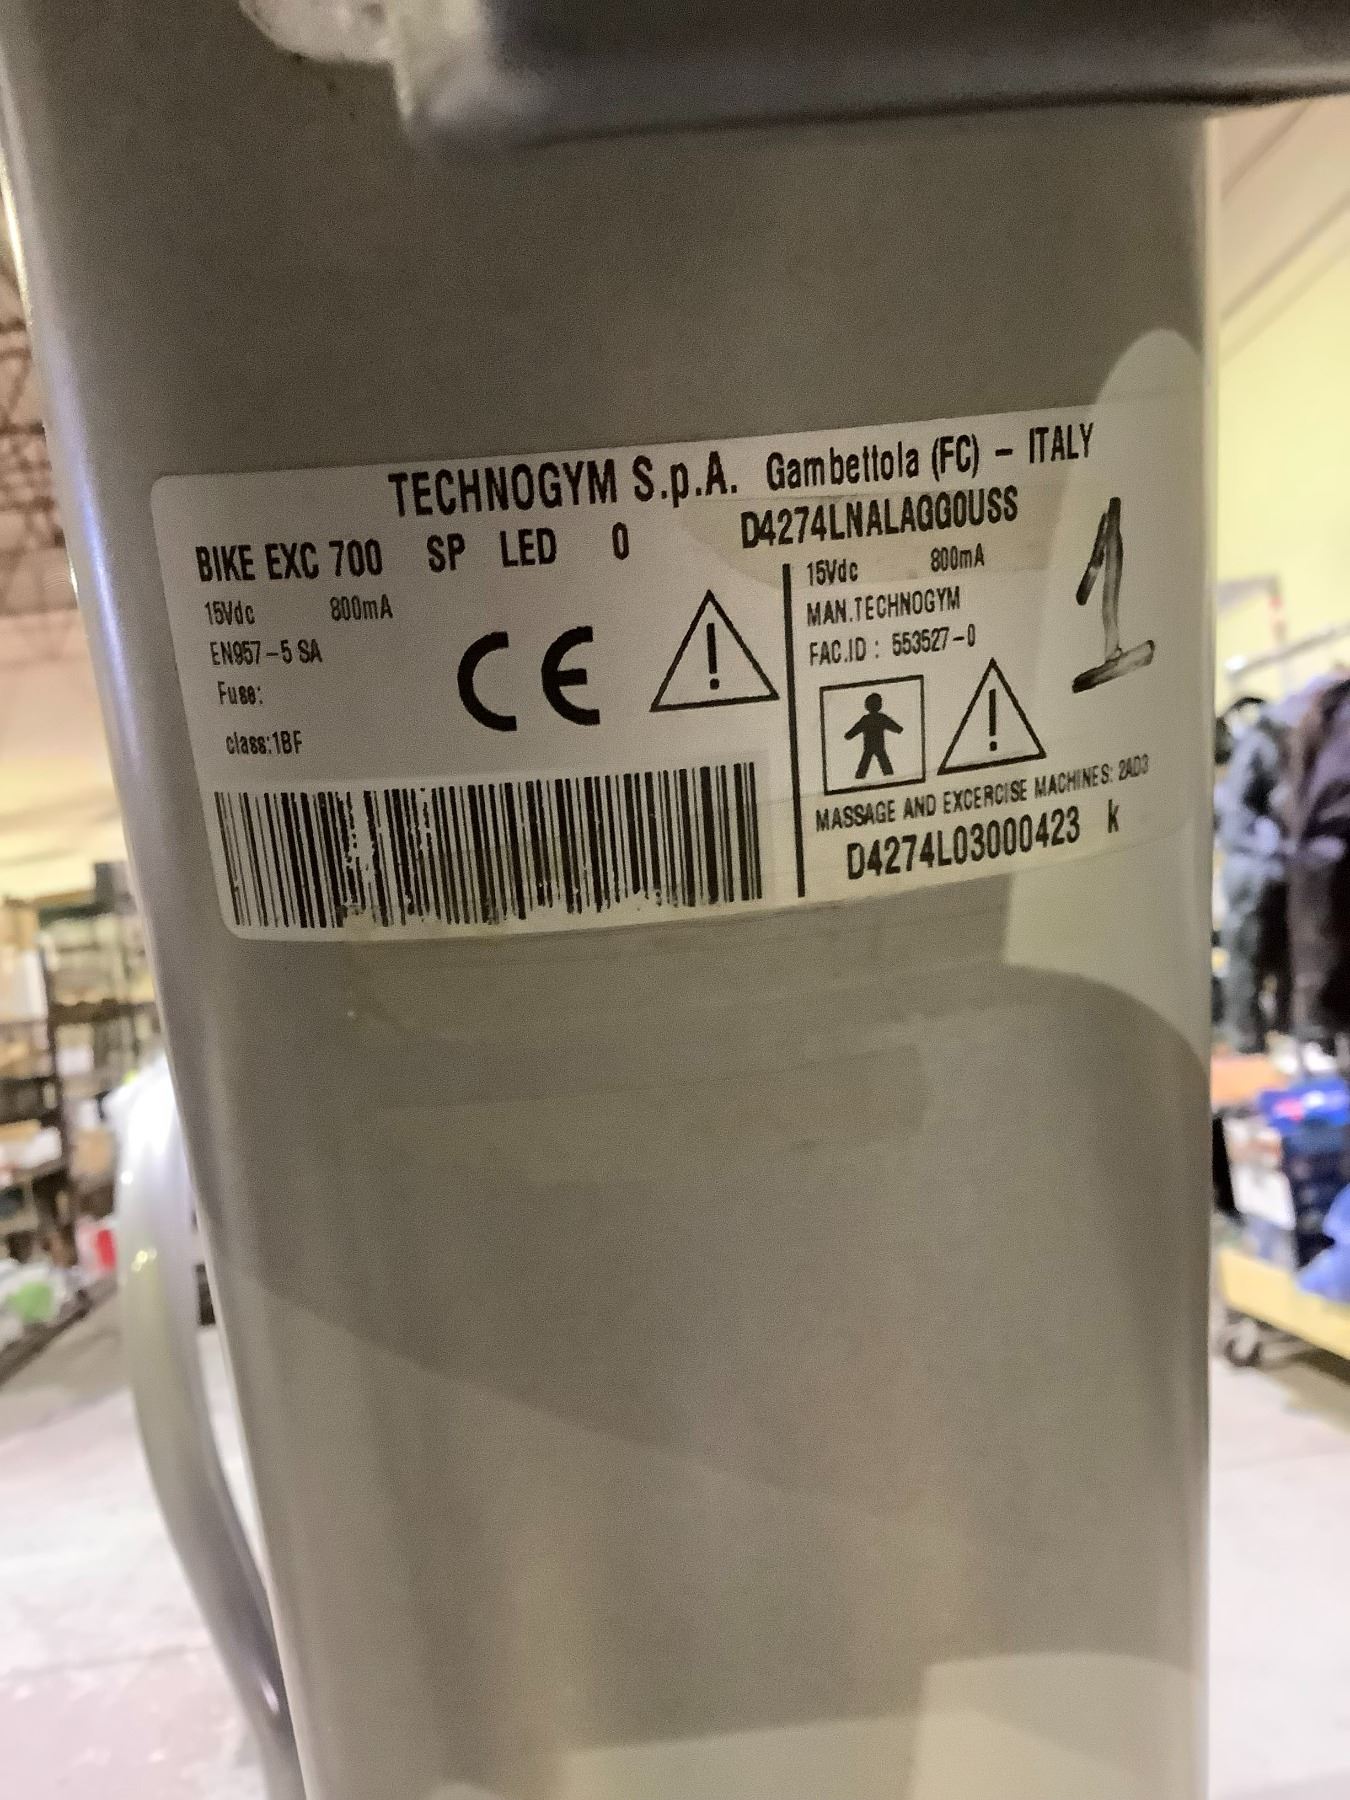 TECHNOGYM S.p.A. Gambettola (FC) - ITALY
BIKE EXC 700 SP LED 0 D4274LNALAGG0USS
15Vdc 800mA
EN957-5 SA
Fuse:
class:1BF
CE
15Vdc 800mA
MAN.TECHNOGYM
FAC.ID : 553527-0
MASSAGE AND EXCERCISE MACHINES: 2AD3
D4274L03000423 k
1